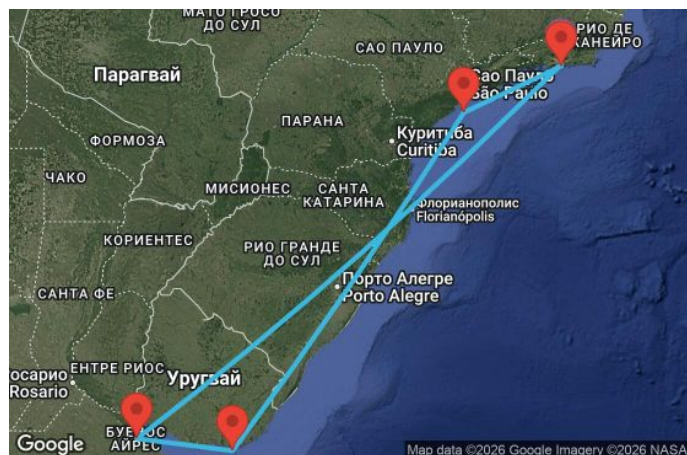 МАТО ГРОСО
ДО СУЛ
РИО ДЕ
САО ПАУЛО
Парагвай
Сао Пауло
São Paulo
ПАРАНА
Куритиба
Curitiba
ФОРМОЗА
ЧАКО
МИСИОНЕС
САНТА
КАТАРИНА
Флорианополис
Florianópolis
КОРИЕНТЕС
РИО ГРАНДЕ
ДО СУЛ
Порто Алегре
Porto Alegre
САНТА ФЕ
ЕНТРЕ РИОС
Уругвай
Rosario
БУЕНОС
АЙРЕС
Google
Map data ©2026 Google Imagery ©2026 NASA